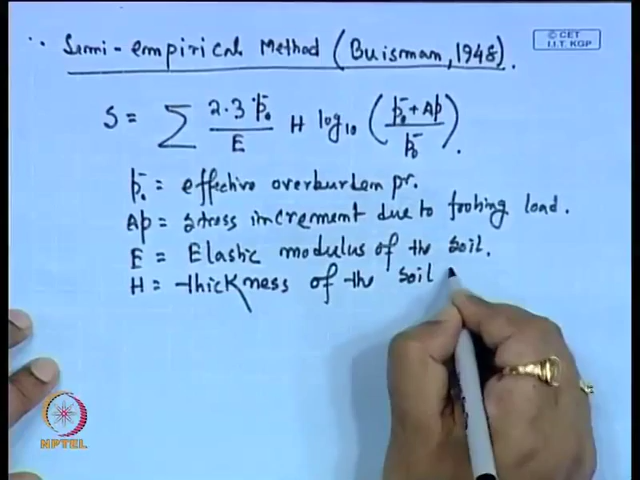 ∴ Semi-empirical Method (Buisman, 1948).
© CET
I.I.T. KGP
S = ∑ 2.3 p̄₀ / E H log₁₀ ( p̄₀ + Δp / p̄₀ ).
p̄₀ = effective overburden pr.
Δp = stress increment due to footing load.
E = Elastic modulus of the soil.
H = thickness of the soil
NPTEL